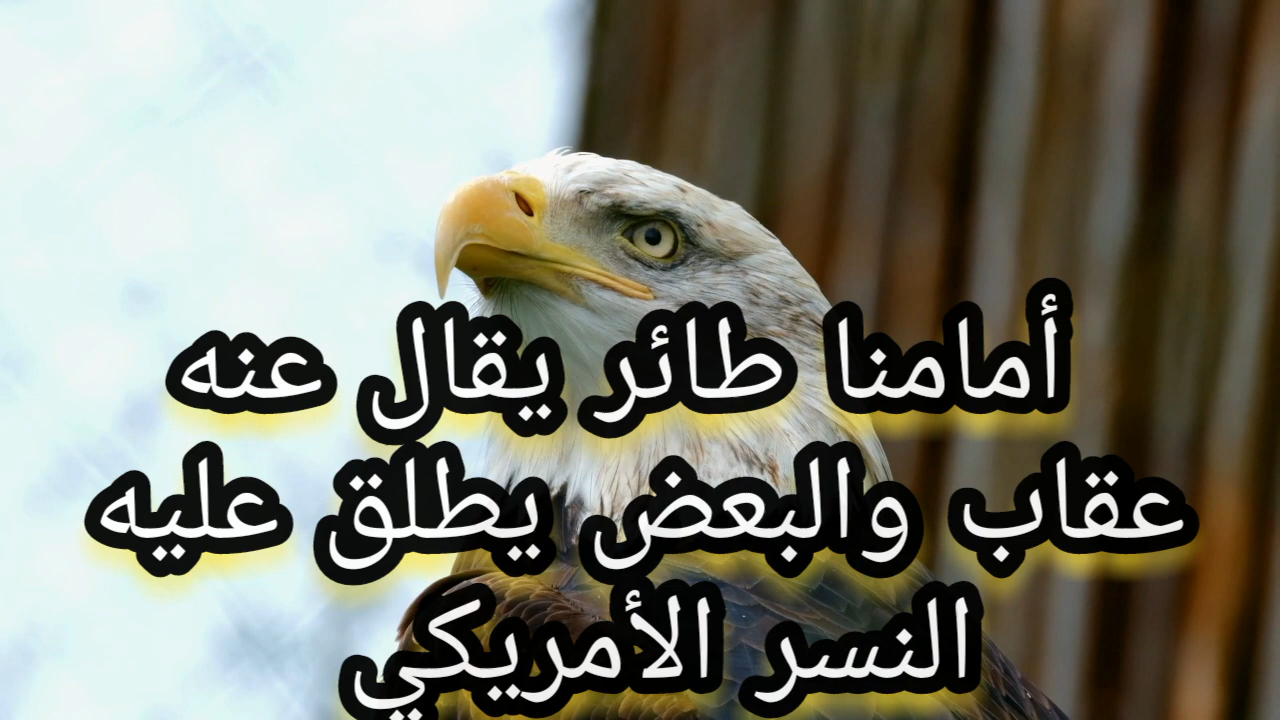 أمامنا طائر يقال عنه
عقاب والبعض يطلق عليه
النسر الأمريكي